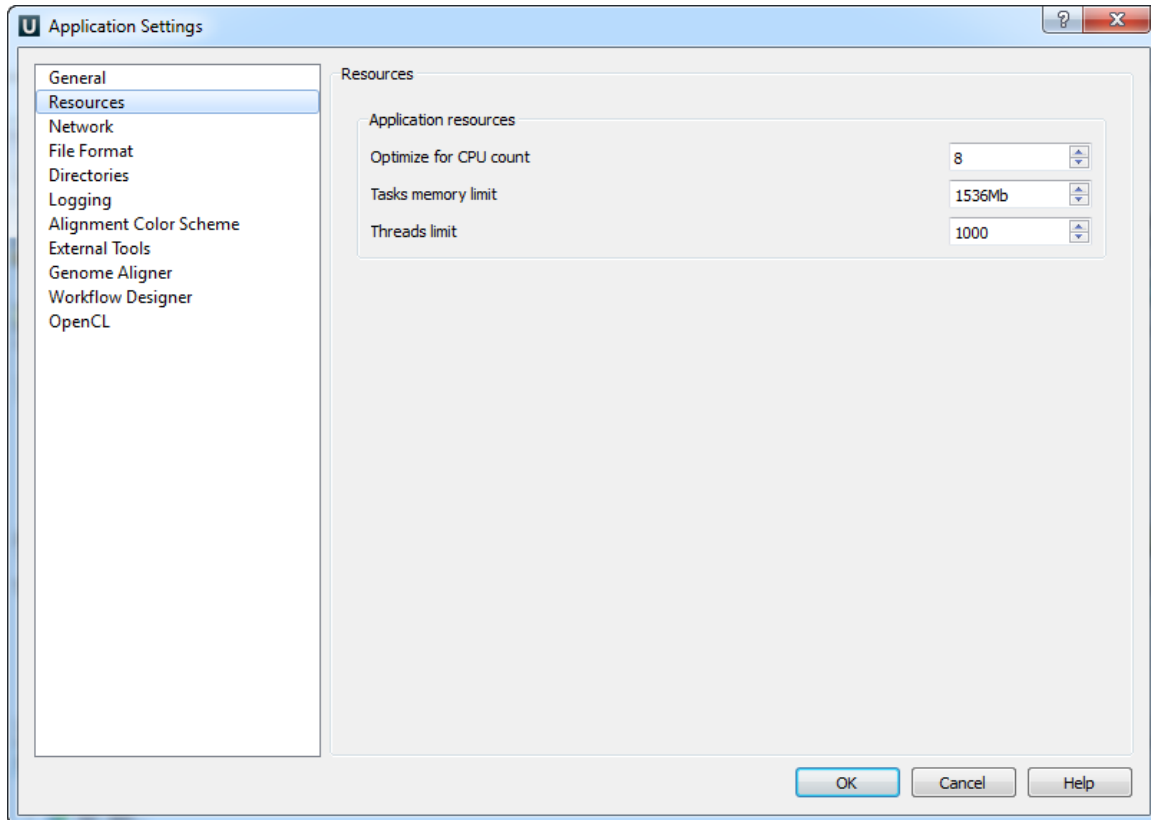 U Application Settings
General
Resources
Network
File Format
Directories
Logging
Alignment Color Scheme
External Tools
Genome Aligner
Workflow Designer
OpenCL
Resources
Application resources
Optimize for CPU count 8
Tasks memory limit 1536Mb
Threads limit 1000
OK Cancel Help